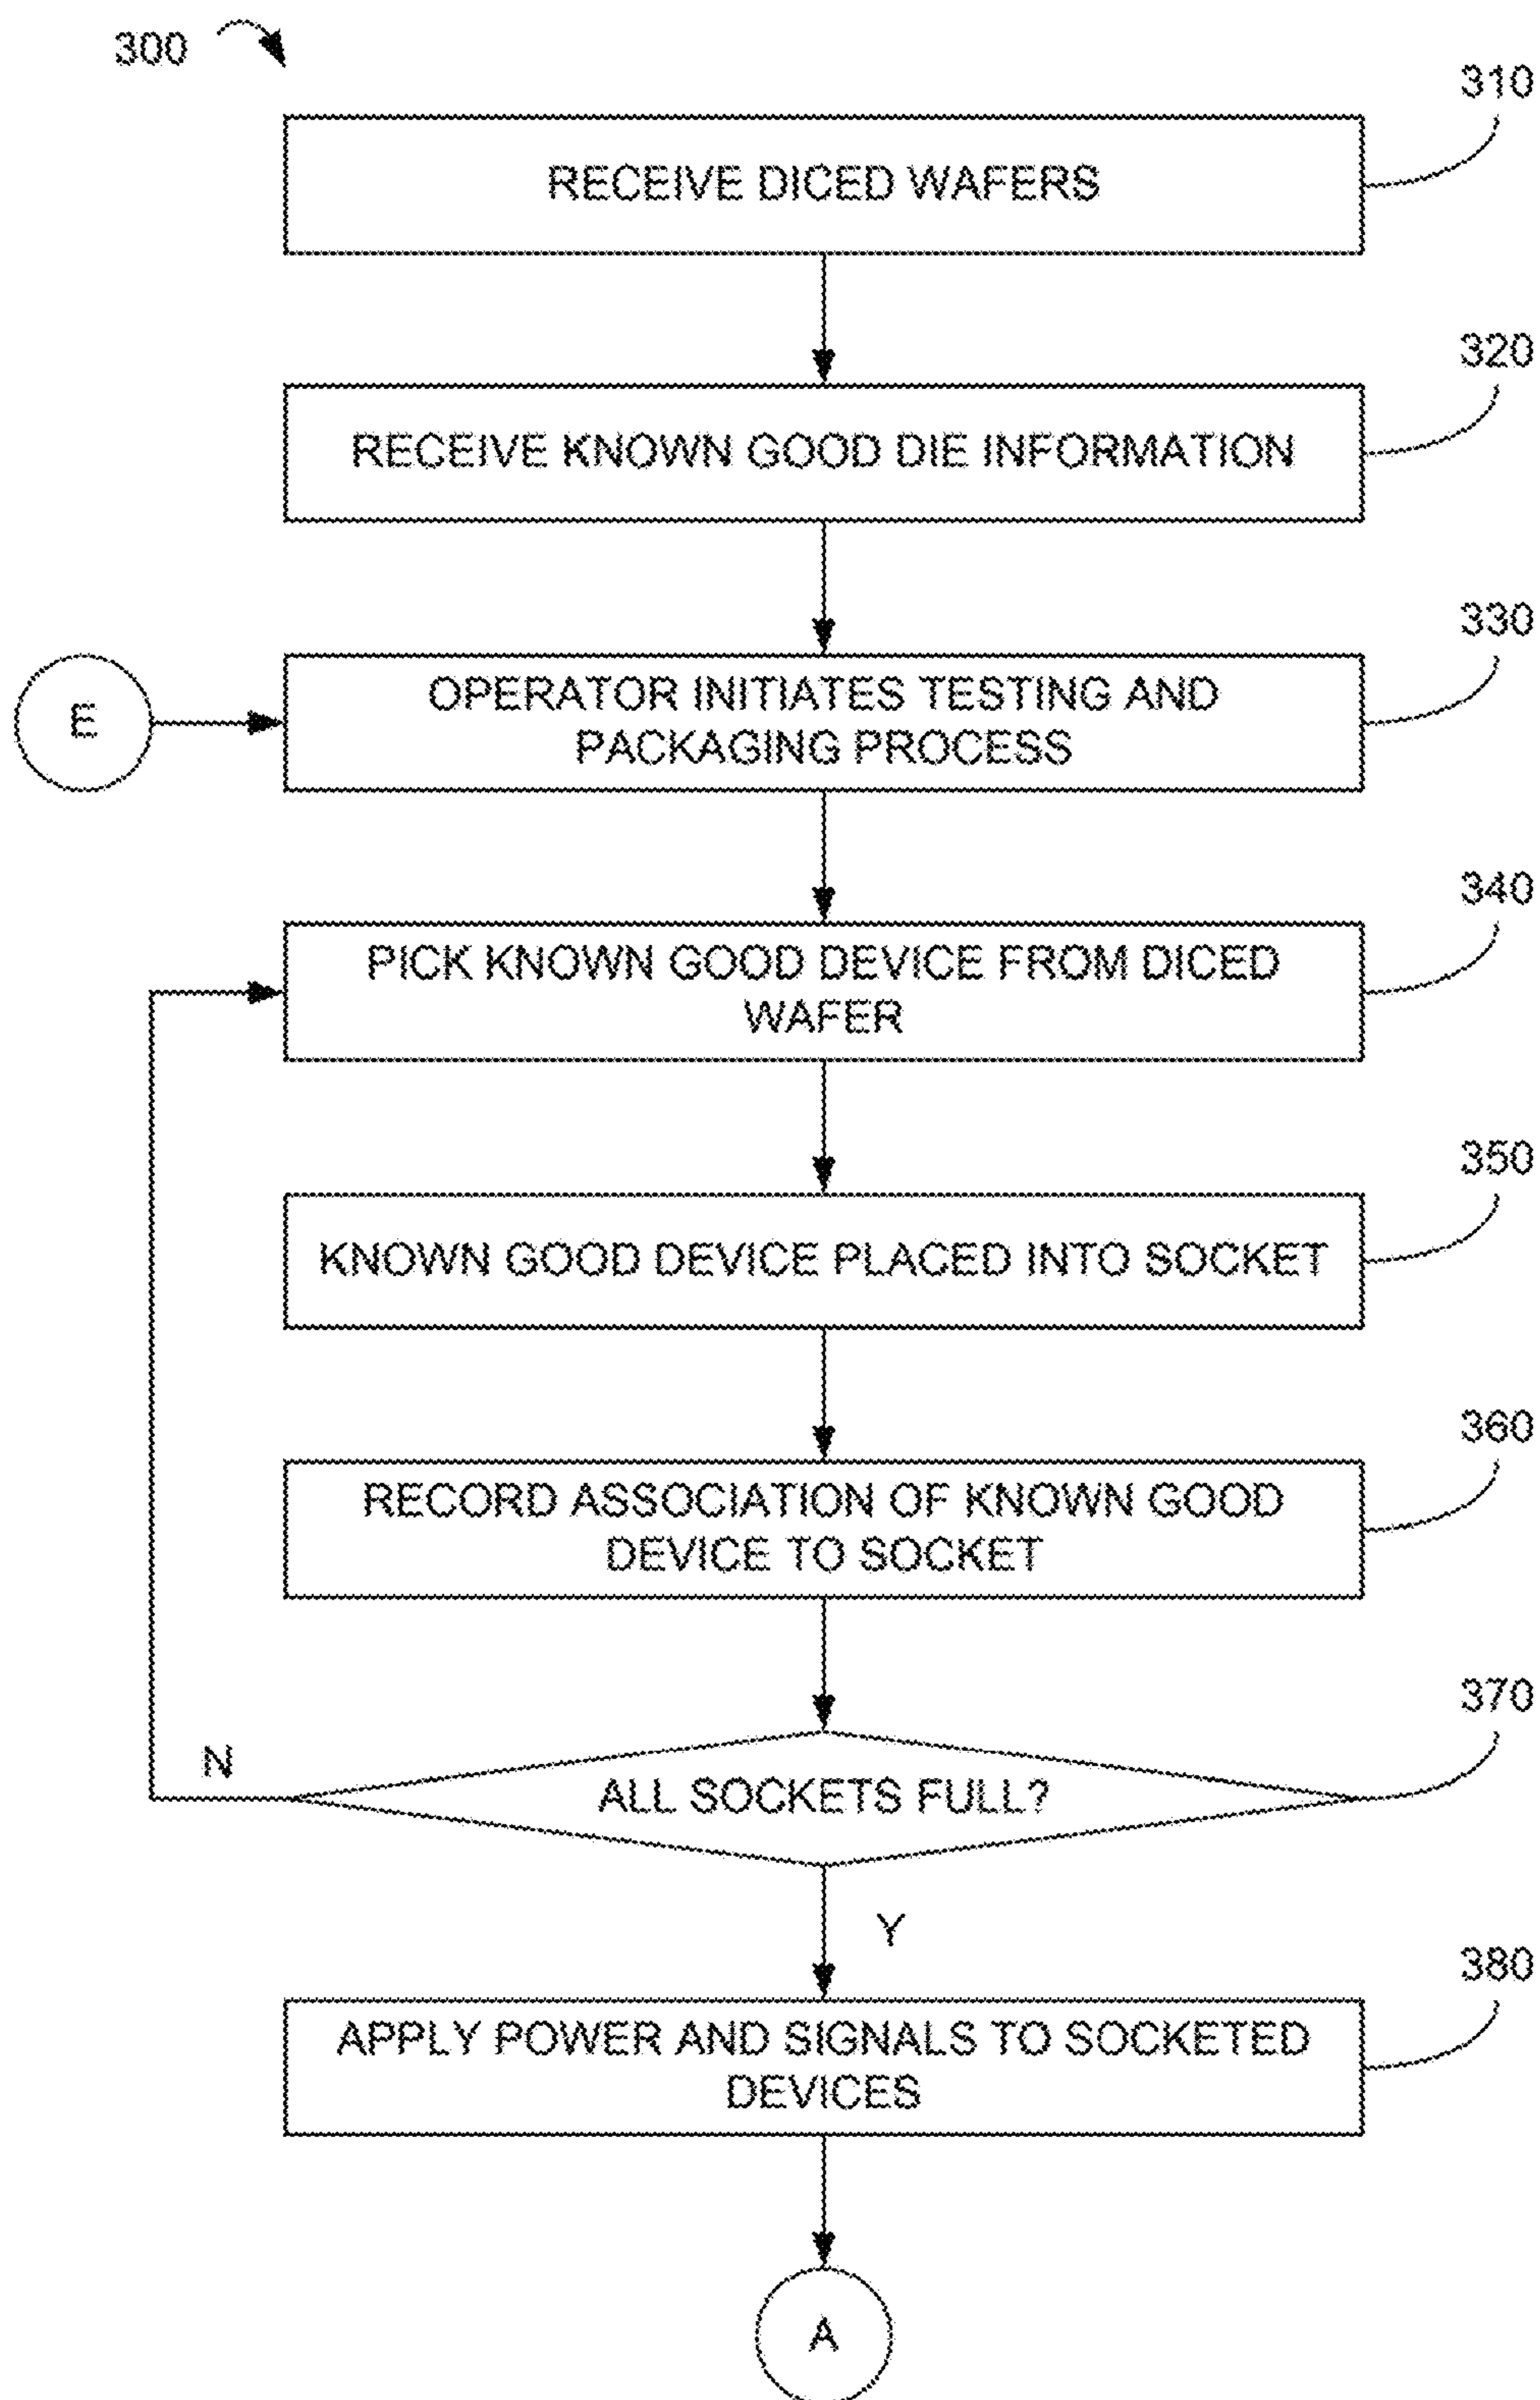 300
310
RECEIVE DICED WAFERS
320
RECEIVE KNOWN GOOD DIE INFORMATION
330
E
OPERATOR INITIATES TESTING AND
PACKAGING PROCESS
340
PICK KNOWN GOOD DEVICE FROM DICED
WAFER
350
KNOWN GOOD DEVICE PLACED INTO SOCKET
360
RECORD ASSOCIATION OF KNOWN GOOD
DEVICE TO SOCKET
370
N
ALL SOCKETS FULL?
Y
380
APPLY POWER AND SIGNALS TO SOCKETED
DEVICES
A